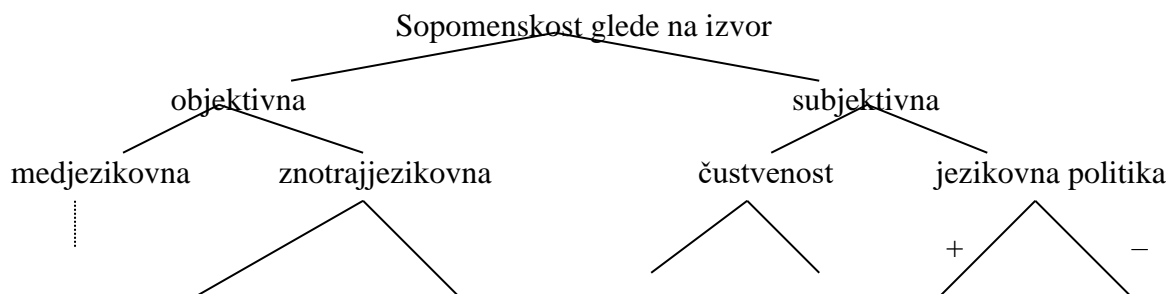 Sopomenskost glede na izvor
objektivna subjektivna
medjezikovna znotrajjezikovna čustvenost jezikovna politika
+ –